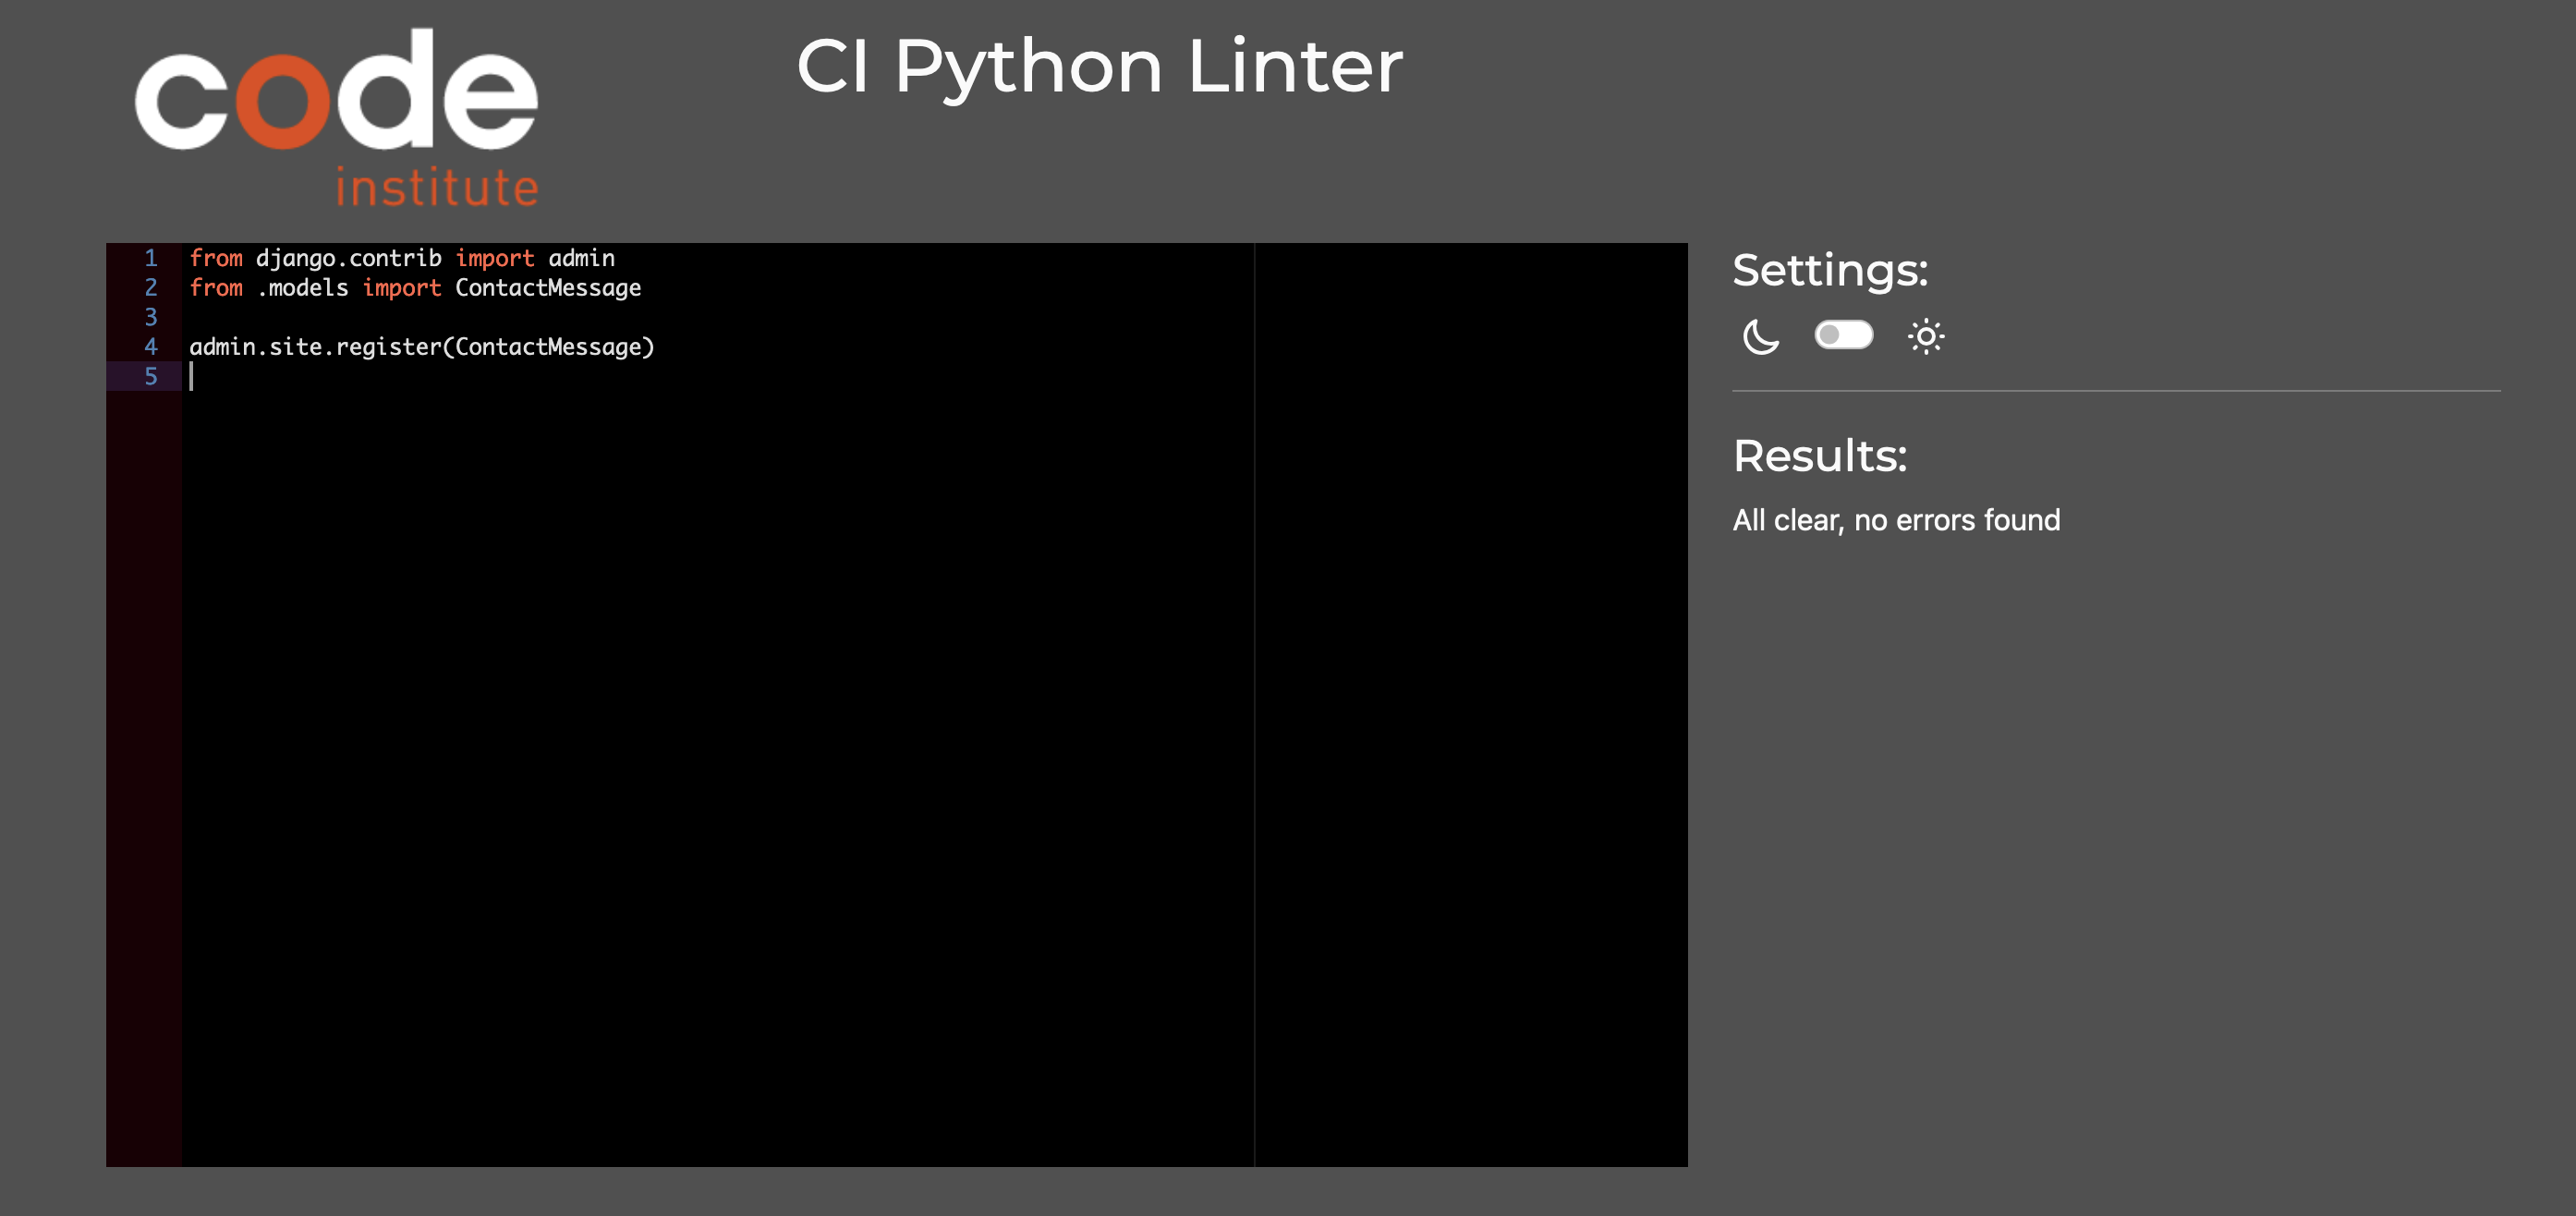 code
institute
CI Python Linter
1 from django.contrib import admin
2 from .models import ContactMessage
3
4 admin.site.register(ContactMessage)
5
Settings:
Results:
All clear, no errors found